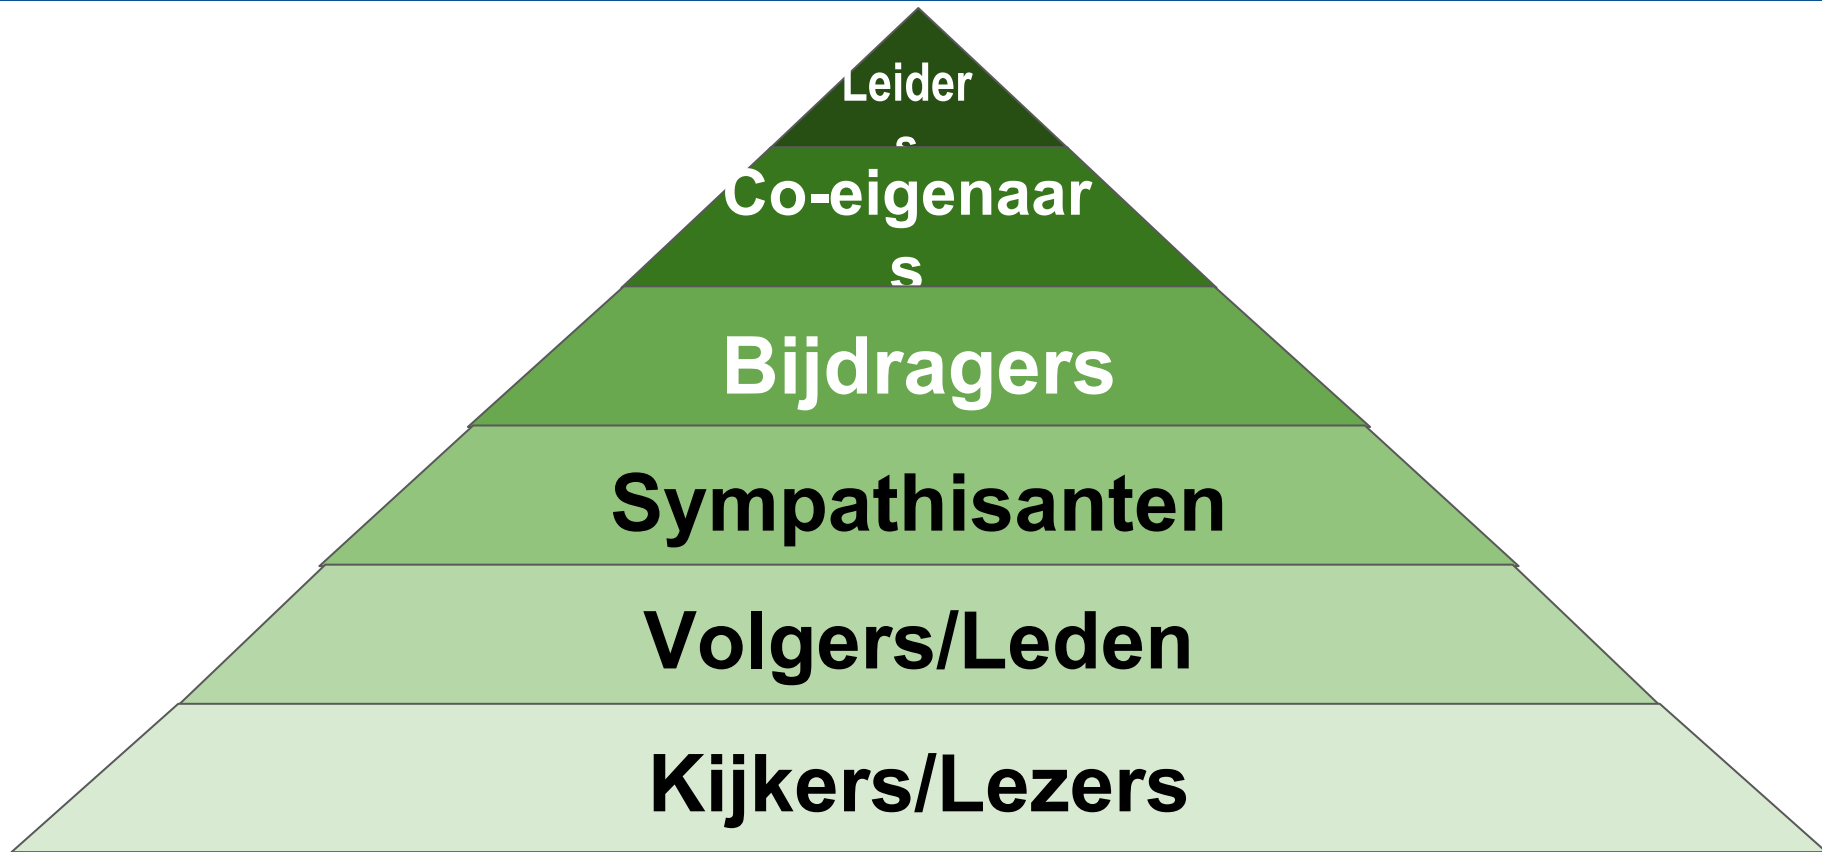 Leider
s
Co-eigenaar
s
Bijdragers
Sympathisanten
Volgers/Leden
Kijkers/Lezers